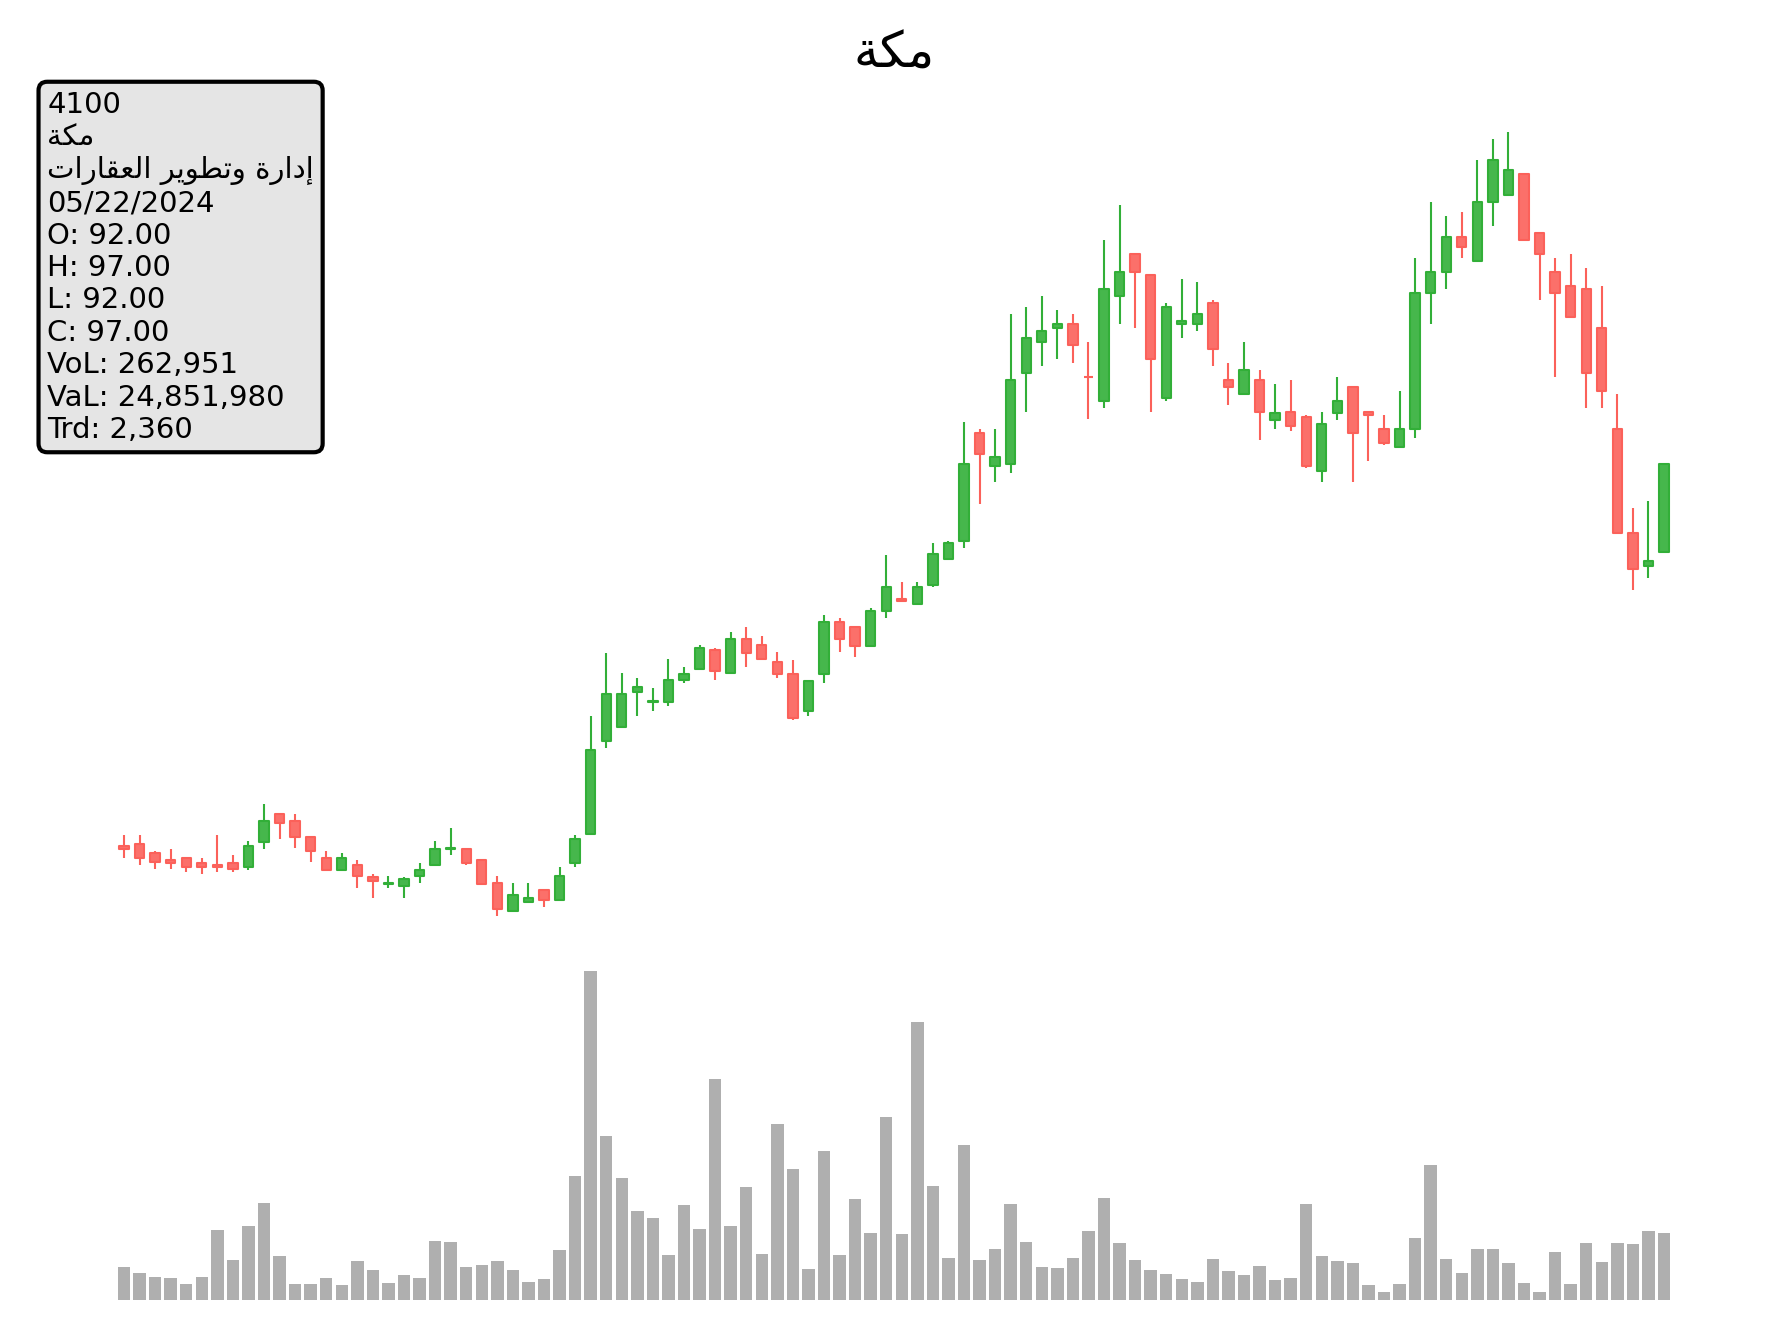 مكة
4100
مكة
إدارة وتطوير العقارات
05/22/2024
O: 92.00
H: 97.00
L: 92.00
C: 97.00
VoL: 262,951
VaL: 24,851,980
Trd: 2,360